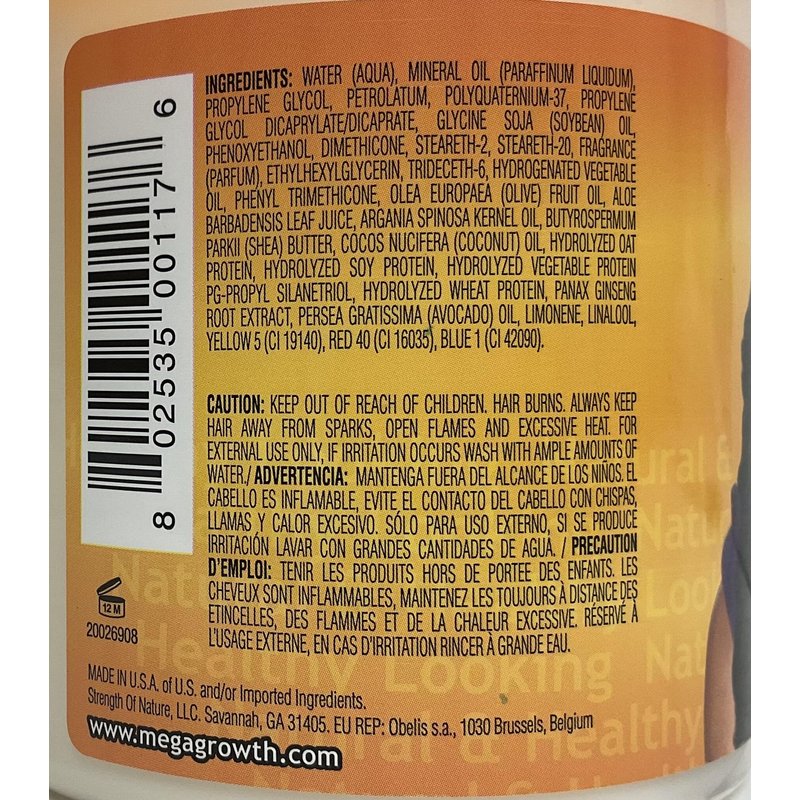 INGREDIENTS: WATER (AQUA), MINERAL OIL (PARAFFINUM LIQUIDUM),
PROPYLENE GLYCOL, PETROLATUM, POLYQUATERNIUM-37, PROPYLENE
GLYCOL DICAPRYLATE/DICAPRATE, GLYCINE SOJA (SOYBEAN) OIL,
PHENOXYETHANOL, DIMETHICONE, STEARETH-2, STEARETH-20, FRAGRANCE
(PARFUM), ETHYLHEXYLGLYCERIN, TRIDECETH-6, HYDROGENATED VEGETABLE
OIL, PHENYL TRIMETHICONE, OLEA EUROPAEA (OLIVE) FRUIT OIL, ALOE
BARBADENSIS LEAF JUICE, ARGANIA SPINOSA KERNEL OIL, BUTYROSPERMUM
PARKII (SHEA) BUTTER, COCOS NUCIFERA (COCONUT) OIL, HYDROLYZED OAT
PROTEIN, HYDROLYZED SOY PROTEIN, HYDROLYZED VEGETABLE PROTEIN
PG-PROPYL SILANETRIOL, HYDROLYZED WHEAT PROTEIN, PANAX GINSENG
ROOT EXTRACT, PERSEA GRATISSIMA (AVOCADO) OIL, LIMONENE, LINALOOL,
YELLOW 5 (CI 19140), RED 40 (CI 16035), BLUE 1 (CI 42090).
CAUTION: KEEP OUT OF REACH OF CHILDREN. HAIR BURNS. ALWAYS KEEP
HAIR AWAY FROM SPARKS, OPEN FLAMES AND EXCESSIVE HEAT. FOR
EXTERNAL USE ONLY, IF IRRITATION OCCURS WASH WITH AMPLE AMOUNTS OF
WATER./ ADVERTENCIA: MANTENGA FUERA DEL ALCANCE DE LOS NIÑOS. EL
CABELLO ES INFLAMABLE, EVITE EL CONTACTO DEL CABELLO CON CHISPAS,
LLAMAS Y CALOR EXCESIVO. SÓLO PARA USO EXTERNO, SI SE PRODUCE
IRRITACIÓN LAVAR CON GRANDES CANTIDADES DE AGUA. / PRECAUTION
D'EMPLOI: TENIR LES PRODUITS HORS DE PORTEE DES ENFANTS. LES
CHEVEUX SONT INFLAMMABLES, MAINTENEZ LES TOUJOURS À DISTANCE DES
ETINCELLES, DES FLAMMES ET DE LA CHALEUR EXCESSIVE. RÉSERVÉ À
L'USAGE EXTERNE, EN CAS D'IRRITATION RINCER À GRANDE EAU.
8 02535 00117 6
12 M
20026908
MADE IN U.S.A. of U.S. and/or Imported Ingredients.
Strength Of Nature, LLC. Savannah, GA 31405. EU REP: Obelis s.a., 1030 Brussels, Belgium
www.megagrowth.com
Healthy Looking Nat
Natural & Healthy